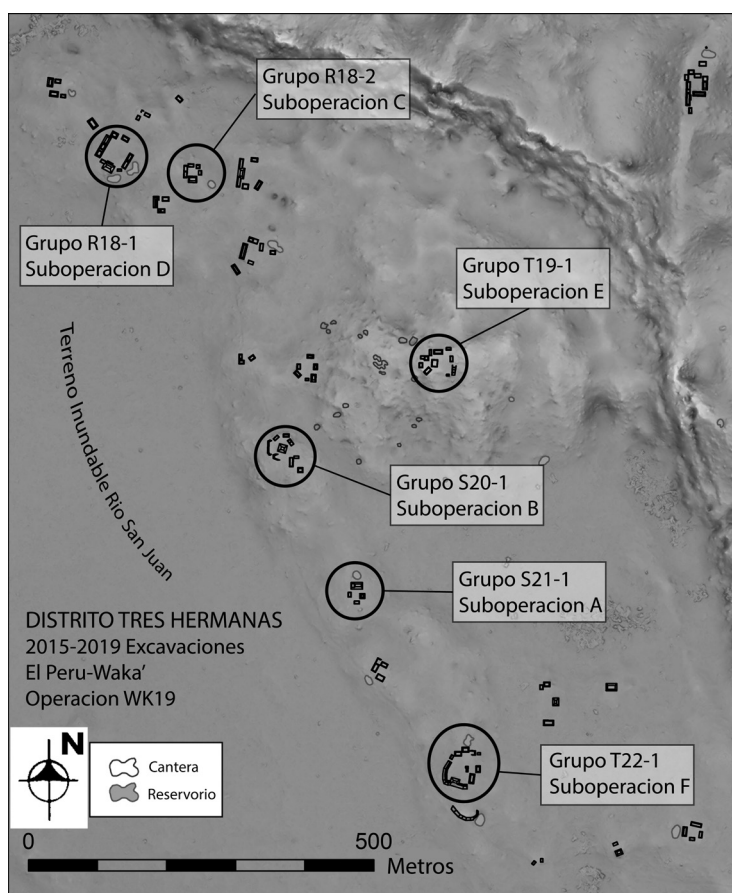 Grupo R18-2
Suboperacion C
Grupo R18-1
Suboperacion D
Grupo T19-1
Suboperacion E
Terreno Inundable Rio San Juan
Grupo S20-1
Suboperacion B
Grupo S21-1
Suboperacion A
DISTRITO TRES HERMANAS
2015-2019 Excavaciones
El Peru-Waka'
Operacion WK19
Grupo T22-1
Suboperacion F
N
Cantera
Reservorio
0 500
Metros